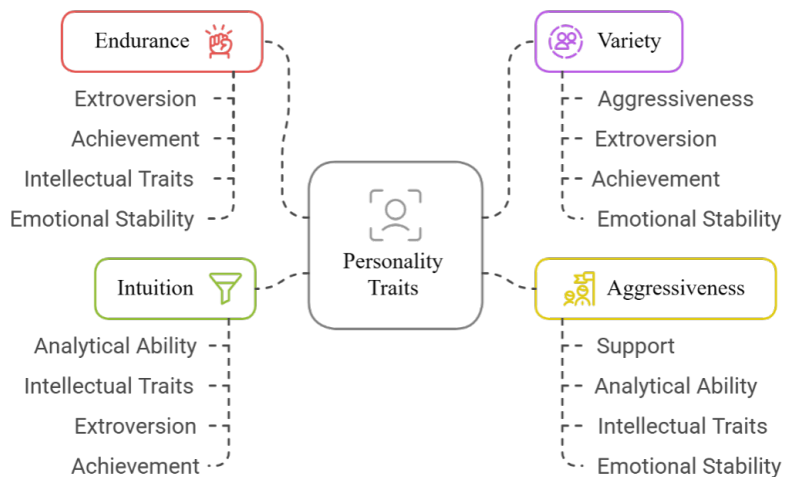 Endurance
Extroversion
Achievement
Intellectual Traits
Emotional Stability
Variety
Aggressiveness
Extroversion
Achievement
Emotional Stability
Personality
Traits
Intuition
Analytical Ability
Intellectual Traits
Extroversion
Achievement
Aggressiveness
Support
Analytical Ability
Intellectual Traits
Emotional Stability